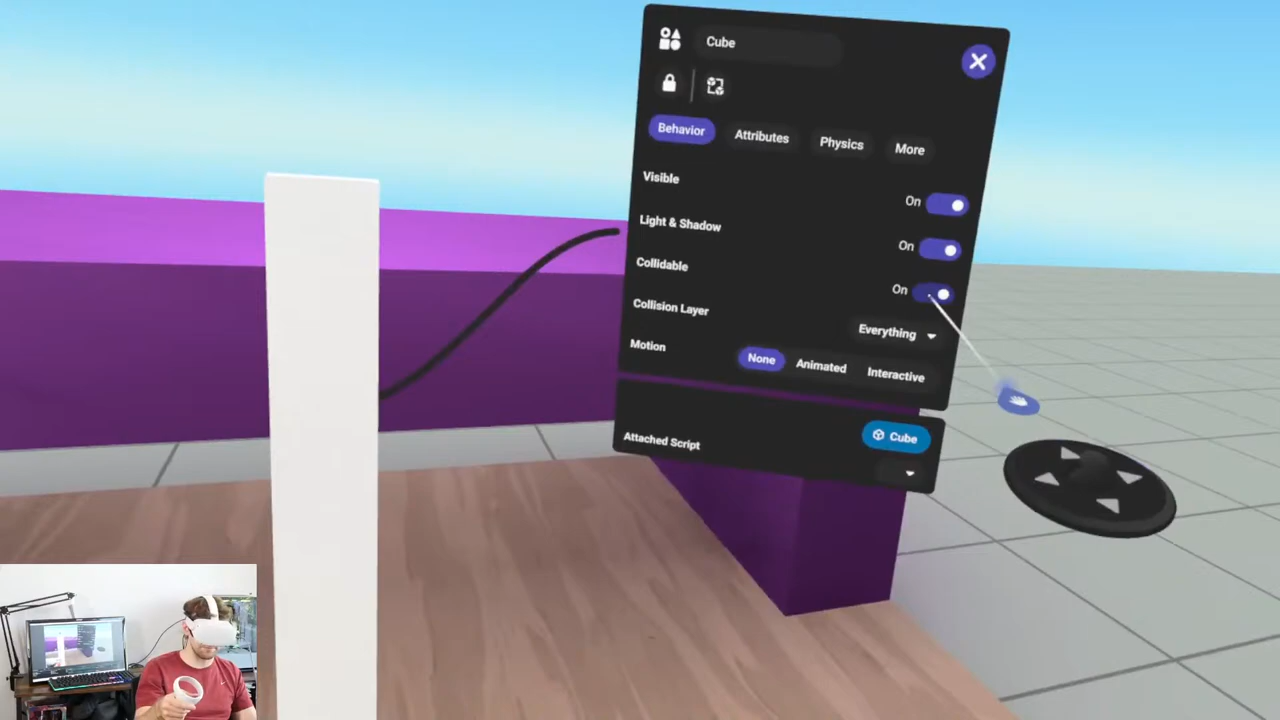 Cube
Behavior Attributes Physics More
Visible On
Light & Shadow On
Collidable On
Collision Layer Everything
Motion None Animated Interactive
Attached Script Cube